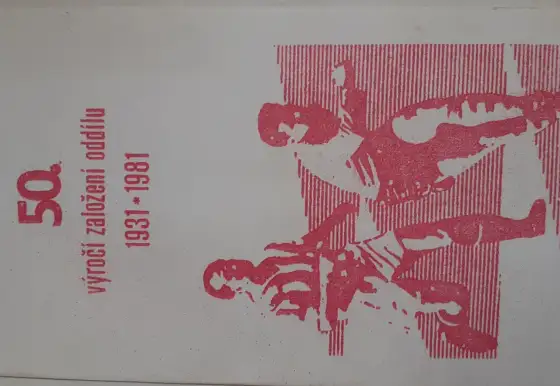 50.
výročí založení oddílu
1931 * 1981